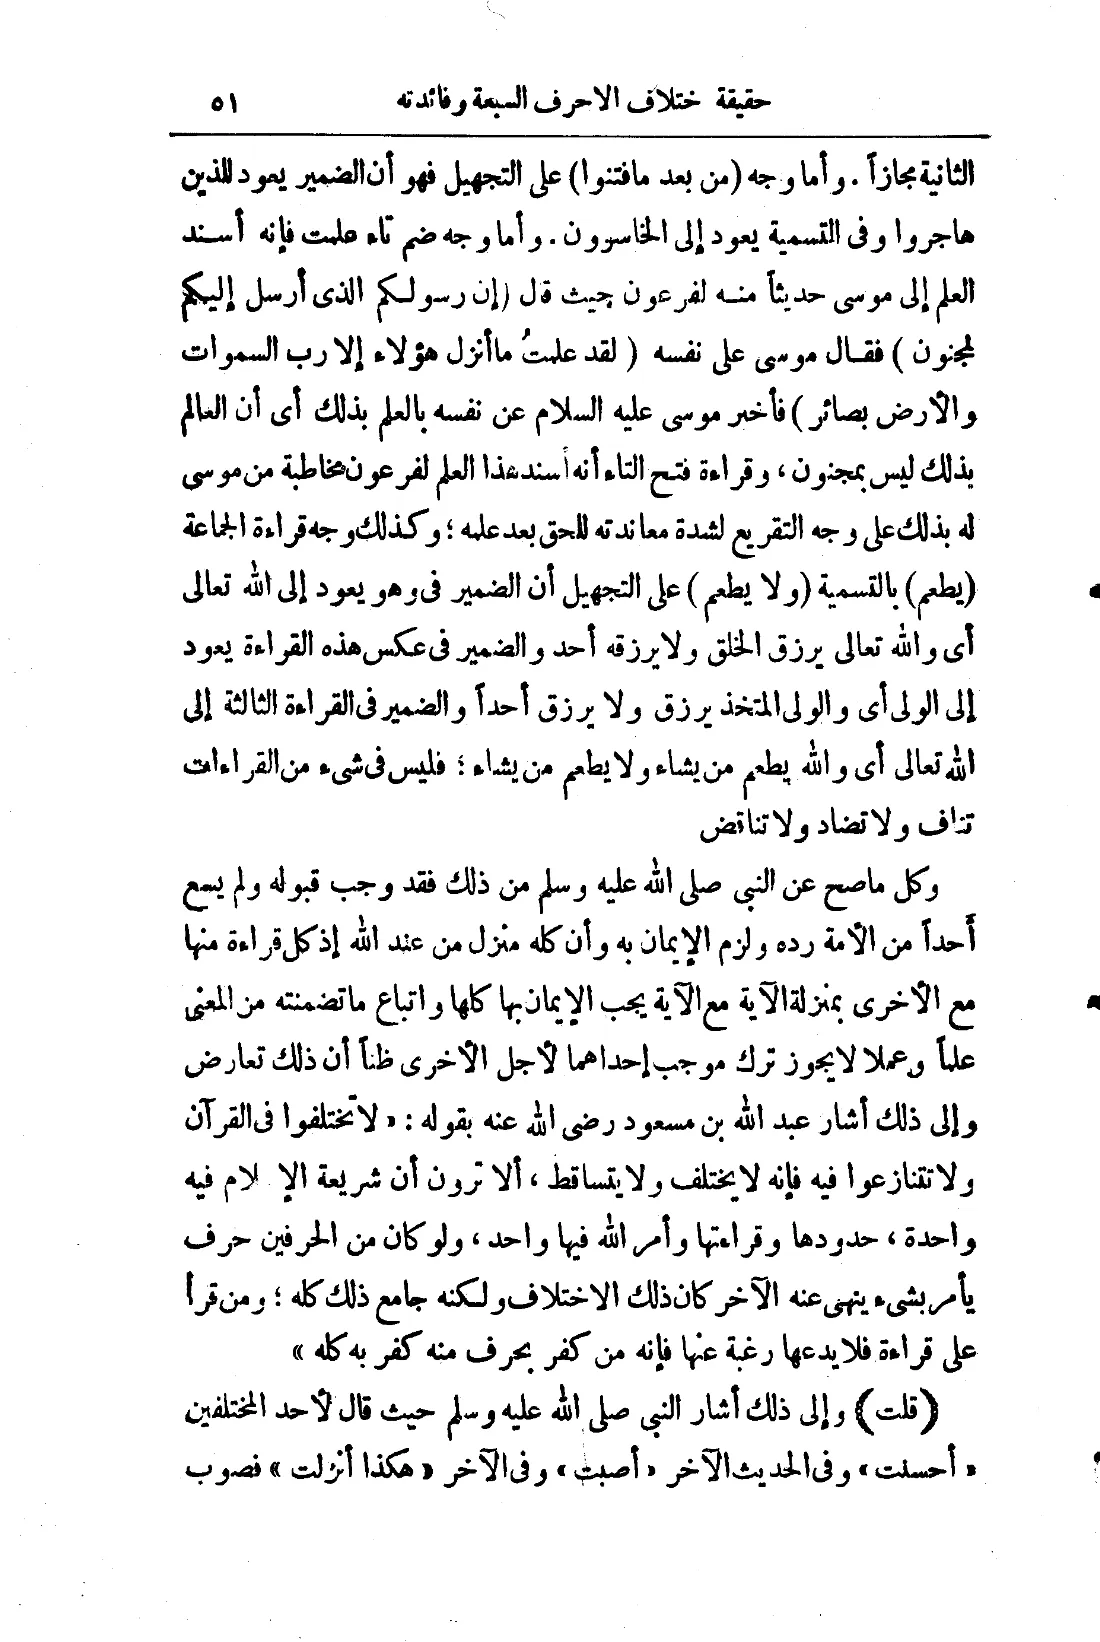 حقيقة ختلاف الاحرف السبعة وفائدته ٥١
الثانية مجازاً . وأما وجه (من بعد مافتنوا) على التجهيل فهو أن الضمير يعود للذين
هاجروا وفى التسمية يعود إلى الخاسرون . وأما وجه ضم تاء علمت فإنه أسند
العلم إلى موسى حديثاً منه لفرعون حيث قال (إن رسولكم الذى أرسل إليكم
لمجنون ) فقال موسى على نفسه ( لقد علمتُ ماأنزل هؤلاء إلا رب السموات
والأرض بصائر ) فأخبر موسى عليه السلام عن نفسه بالعلم بذلك أى أن العالم
بذلك ليس بمجنون ، وقراءة فتح التاء أنه أسند هذا العلم لفرعون مخاطبة من موسى
له بذلك على وجه التقريع لشدة معاندته للحق بعد علمه ؛ وكذلك وجه قراءة الجماعة
(يطعم) بالتسمية (ولا يطعم) على التجهيل أن الضمير فى وهو يعود إلى الله تعالى
أى والله تعالى يرزق الخلق ولايرزقه أحد والضمير فى عكس هذه القراءة يعود
إلى الولى أى والولى المتخذ يرزق ولا يرزق أحداً والضمير فى القراءة الثالثة إلى
الله تعالى أى والله يطعم من يشاء ولا يطعم من يشاء ؛ فليس فى شىء من القراءات
تناف ولا تضاد ولا تناقض
وكل ماصح عن النبى صلى الله عليه وسلم من ذلك فقد وجب قبوله ولم يسع
أَحداً من الأمة رده ولزم الإيمان به وأن كله منزل من عند الله إذ كل قراءة منها
مع الأخرى بمنزلة الآية مع الآية يجب الإيمان بها كلها واتباع ماتضمنته من المعنى
علماً وعملا لايجوز ترك موجب إحداهما لأجل الأخرى ظناً أن ذلك تعارض
وإلى ذلك أشار عبد الله بن مسعود رضى الله عنه بقوله : « لاتختلفوا فى القرآن
ولا تتنازعوا فيه فإنه لايختلف ولا يتساقط ، ألا ترون أن شريعة الإ لام فيه
واحدة ، حدودها وقراءتها وأمر الله فيها واحد ، ولو كان من الحرفين حرف
يأمر بشىء ينهى عنه الآخر كان ذلك الاختلاف ولكنه جامع ذلك كله ؛ ومن قرأ
على قراءة فلا يدعها رغبة عنها فإنه من كفر بحرف منه كفر به كله »
(قلت) وإلى ذلك أشار النبى صلى الله عليه وسلم حيث قال لأحد المختلفين
« أحسنت » وفى الحديث الآخر « أصبت » وفى الآخر « هكذا أنزلت » فصوب